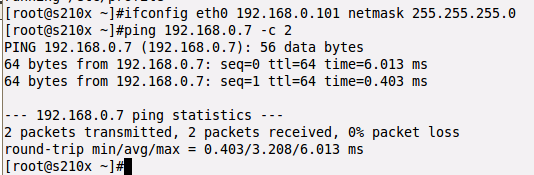 [root@s210x ~]#ifconfig eth0 192.168.0.101 netmask 255.255.255.0
[root@s210x ~]#ping 192.168.0.7 -c 2
PING 192.168.0.7 (192.168.0.7): 56 data bytes
64 bytes from 192.168.0.7: seq=0 ttl=64 time=6.013 ms
64 bytes from 192.168.0.7: seq=1 ttl=64 time=0.403 ms

--- 192.168.0.7 ping statistics ---
2 packets transmitted, 2 packets received, 0% packet loss
round-trip min/avg/max = 0.403/3.208/6.013 ms
[root@s210x ~]#